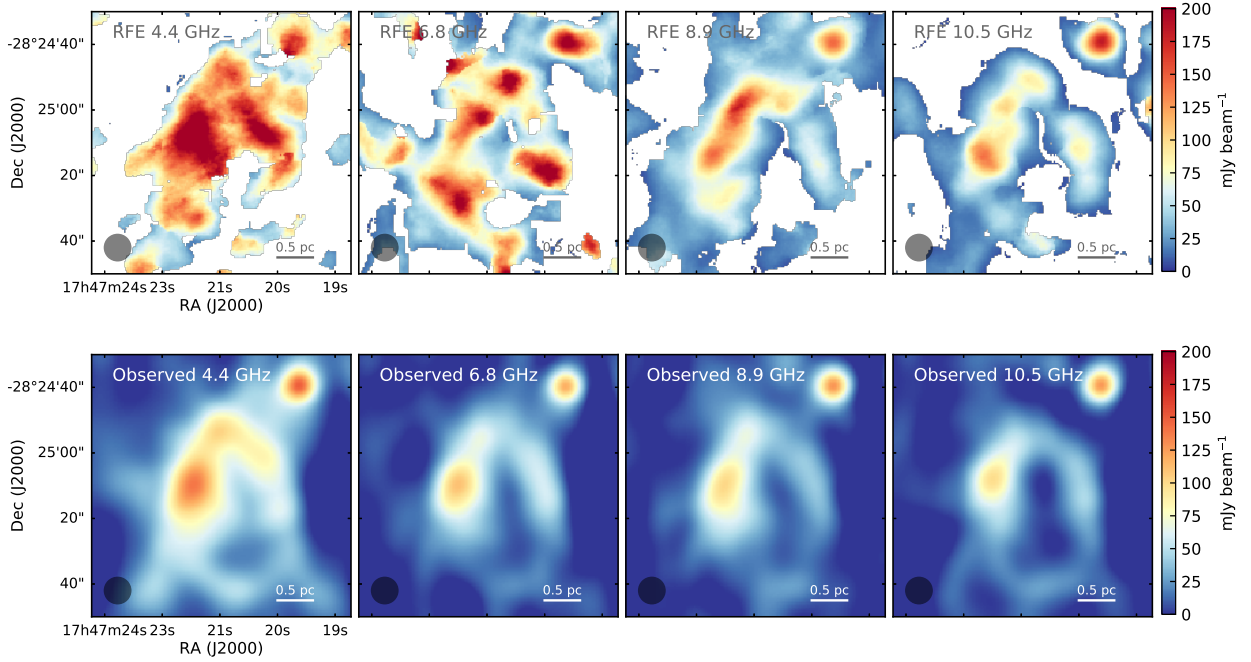 RFE 4.4 GHz RFE 6.8 GHz RFE 8.9 GHz RFE 10.5 GHz
200
175
150
125
100
75
50
25
0
mJy beam⁻¹
-28°24'40"
25'00"
20"
40"
Dec (J2000)
0.5 pc 0.5 pc 0.5 pc 0.5 pc
17h47m24s 23s 21s 20s 19s
RA (J2000)
Observed 4.4 GHz Observed 6.8 GHz Observed 8.9 GHz Observed 10.5 GHz
200
175
150
125
100
75
50
25
0
mJy beam⁻¹
-28°24'40"
25'00"
20"
40"
Dec (J2000)
0.5 pc 0.5 pc 0.5 pc 0.5 pc
17h47m24s 23s 21s 20s 19s
RA (J2000)